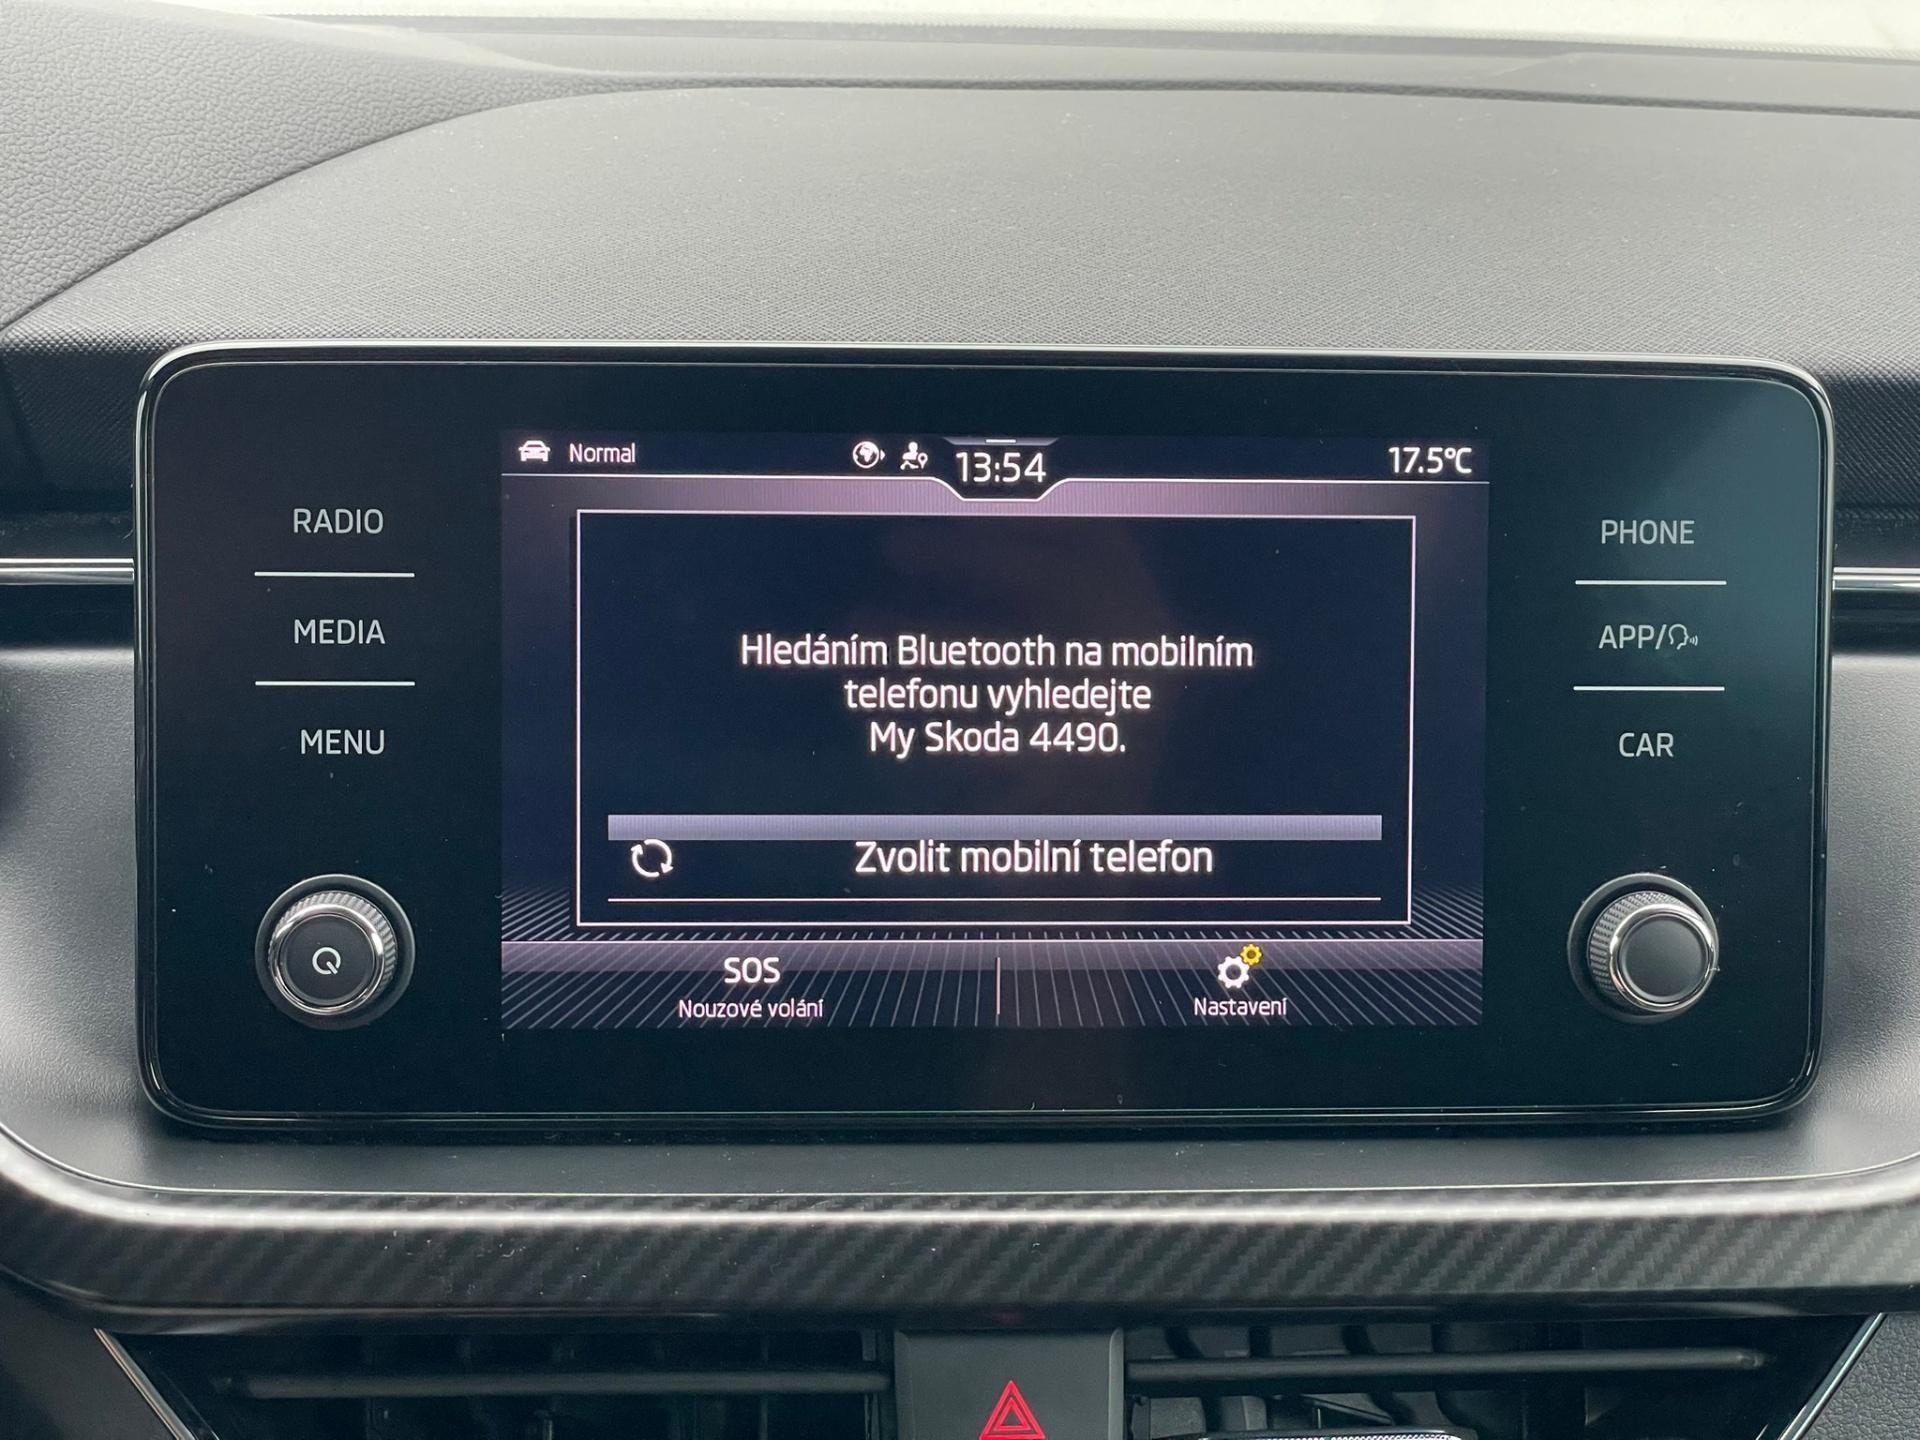 Normal
13:54
17.5°C
RADIO
MEDIA
MENU
Hledáním Bluetooth na mobilním
telefonu vyhledejte
My Skoda 4490.
Zvolit mobilní telefon
SOS
Nouzové volání
Nastavení
PHONE
APP/
CAR